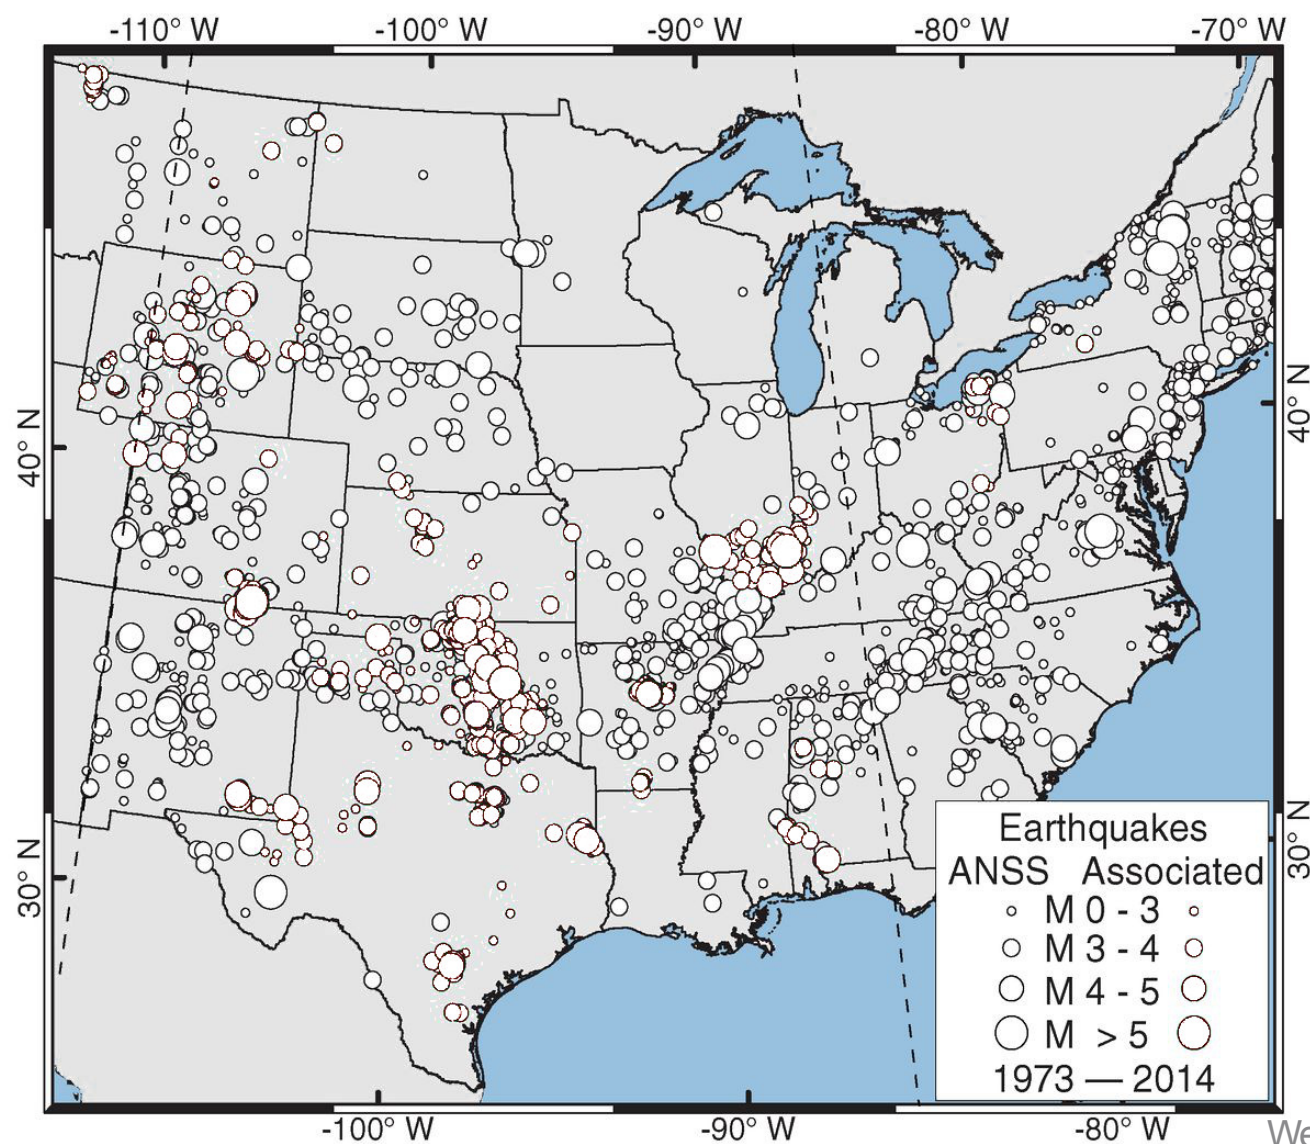 -110° W -100° W -90° W -80° W -70° W
40° N
40° N
30° N
30° N
Earthquakes
ANSS Associated
M 0 - 3
M 3 - 4
M 4 - 5
M > 5
1973 — 2014
-100° W -90° W -80° W
We